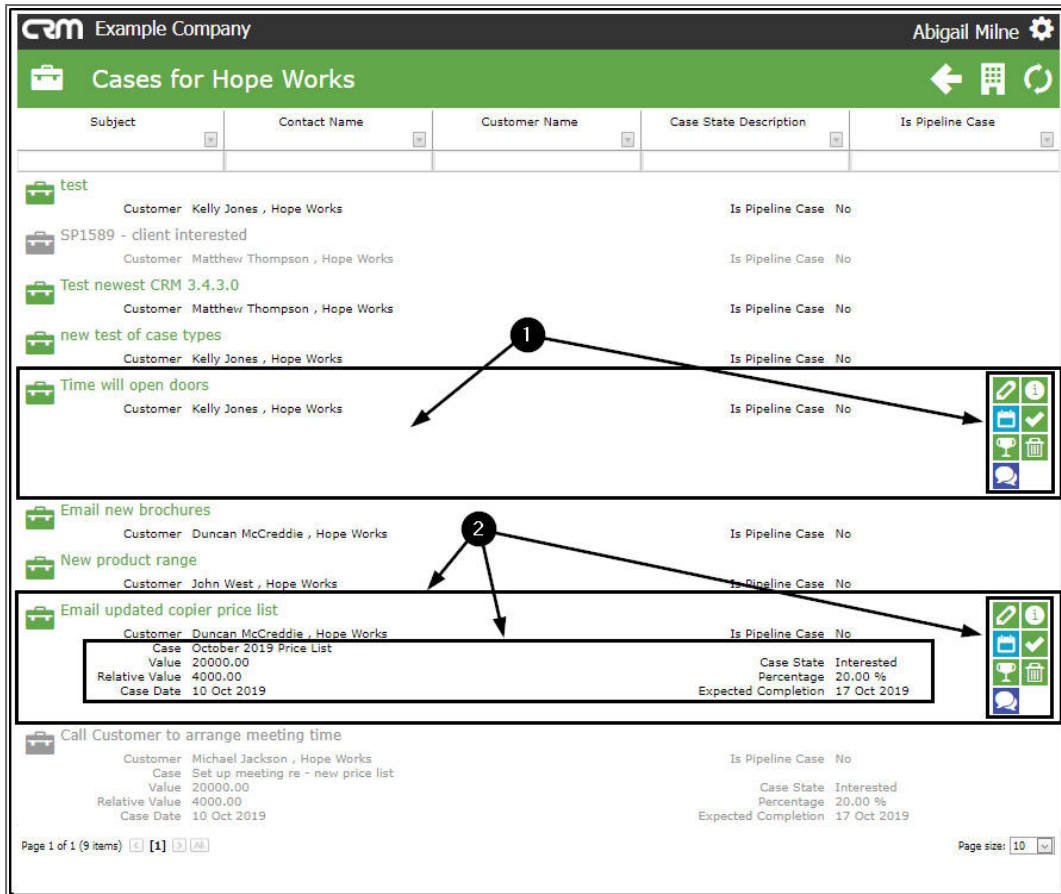 CRM Example Company Abigail Milne
Cases for Hope Works
Subject Contact Name Customer Name Case State Description Is Pipeline Case
test
Customer Kelly Jones , Hope Works Is Pipeline Case No
SP1589 - client interested
Customer Matthew Thompson , Hope Works Is Pipeline Case No
Test newest CRM 3.4.3.0
Customer Matthew Thompson , Hope Works Is Pipeline Case No
new test of case types
1
Customer Kelly Jones , Hope Works Is Pipeline Case No
Time will open doors
Customer Kelly Jones , Hope Works Is Pipeline Case No
Email new brochures
2
Customer Duncan McCreddie , Hope Works Is Pipeline Case No
New product range
Customer John West , Hope Works Is Pipeline Case No
Email updated copier price list
Customer Duncan McCreddie , Hope Works Is Pipeline Case No
Case October 2019 Price List
Value 20000.00 Case State Interested
Relative Value 4000.00 Percentage 20.00 %
Case Date 10 Oct 2019 Expected Completion 17 Oct 2019
Call Customer to arrange meeting time
Customer Michael Jackson , Hope Works Is Pipeline Case No
Case Set up meeting re - new price list
Value 20000.00 Case State Interested
Relative Value 4000.00 Percentage 20.00 %
Case Date 10 Oct 2019 Expected Completion 17 Oct 2019
Page 1 of 1 (9 items) [1] All Page size: 10